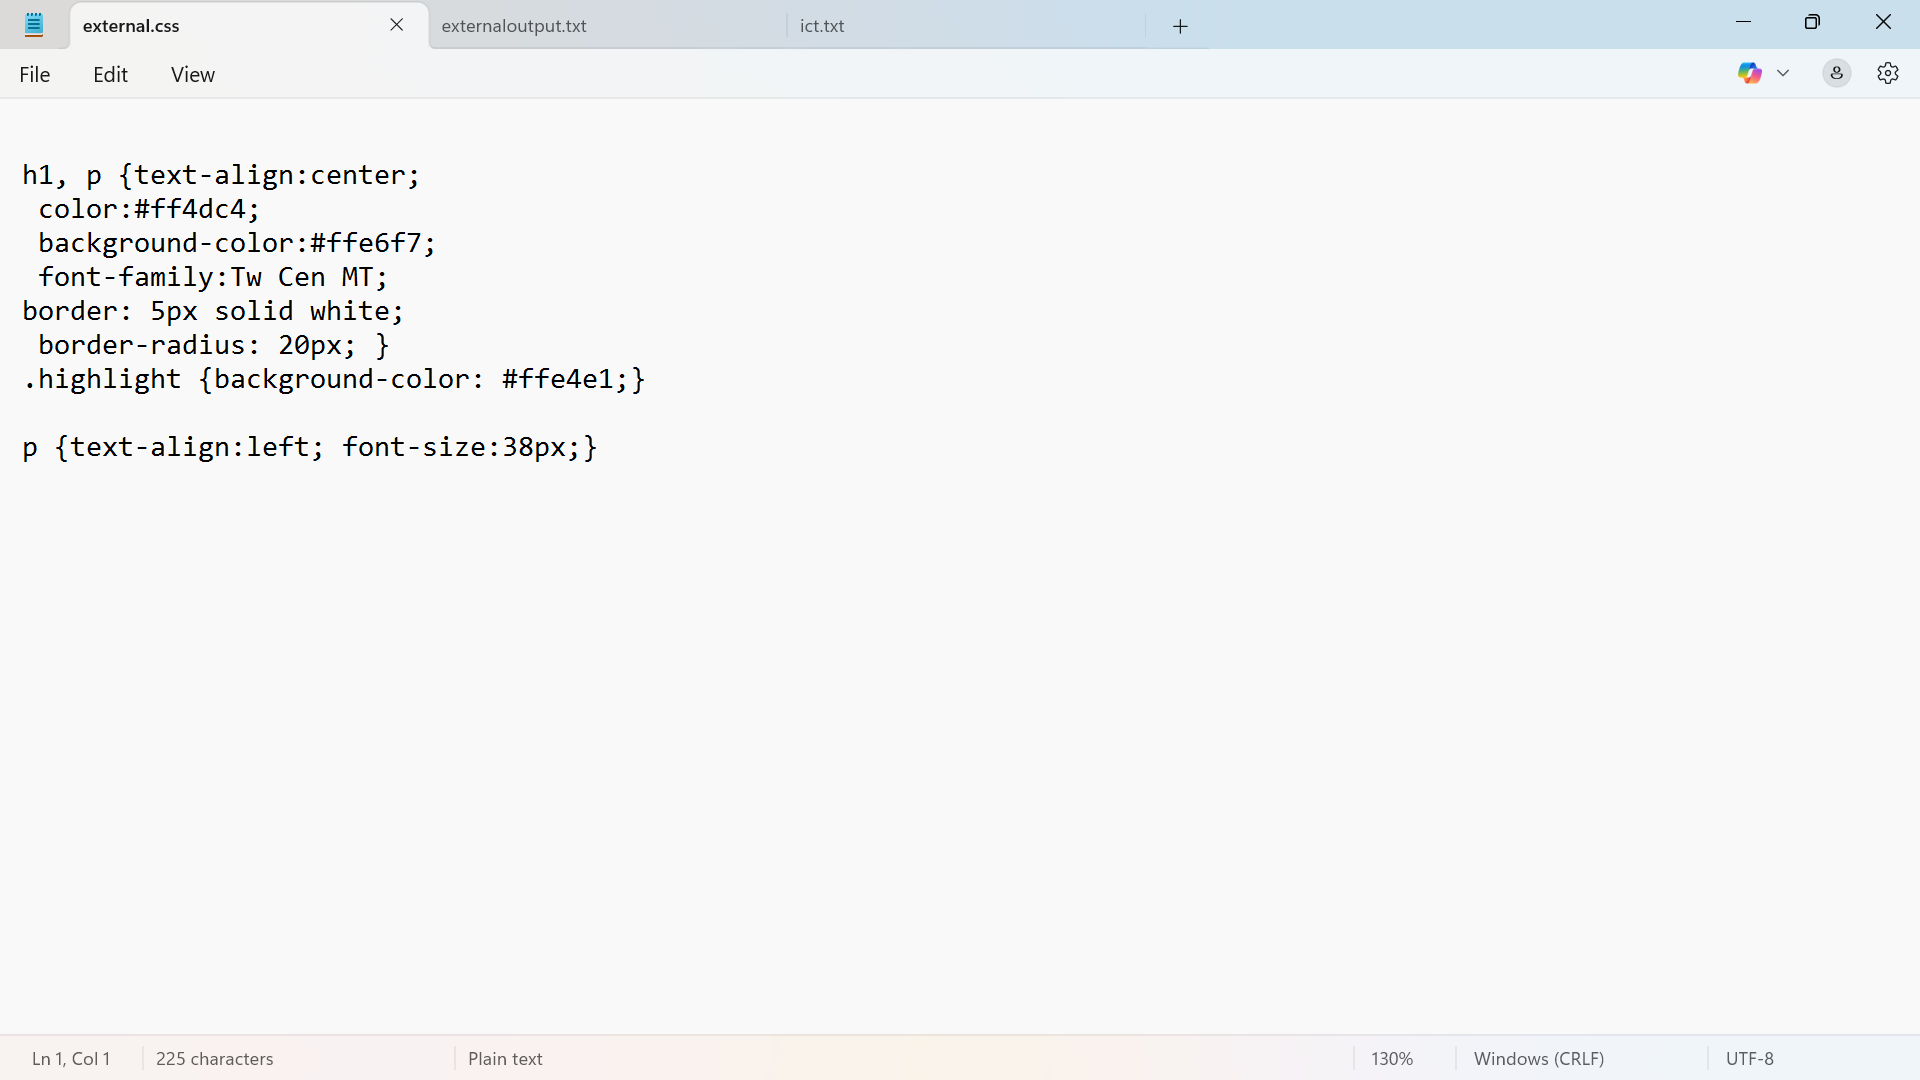 external.css
externaloutput.txt
ict.txt
File Edit View
h1, p {text-align:center;
 color:#ff4dc4;
 background-color:#ffe6f7;
 font-family:Tw Cen MT;
border: 5px solid white;
 border-radius: 20px; }
.highlight {background-color: #ffe4e1;}
p {text-align:left; font-size:38px;}
Ln 1, Col 1
225 characters
Plain text
130%
Windows (CRLF)
UTF-8